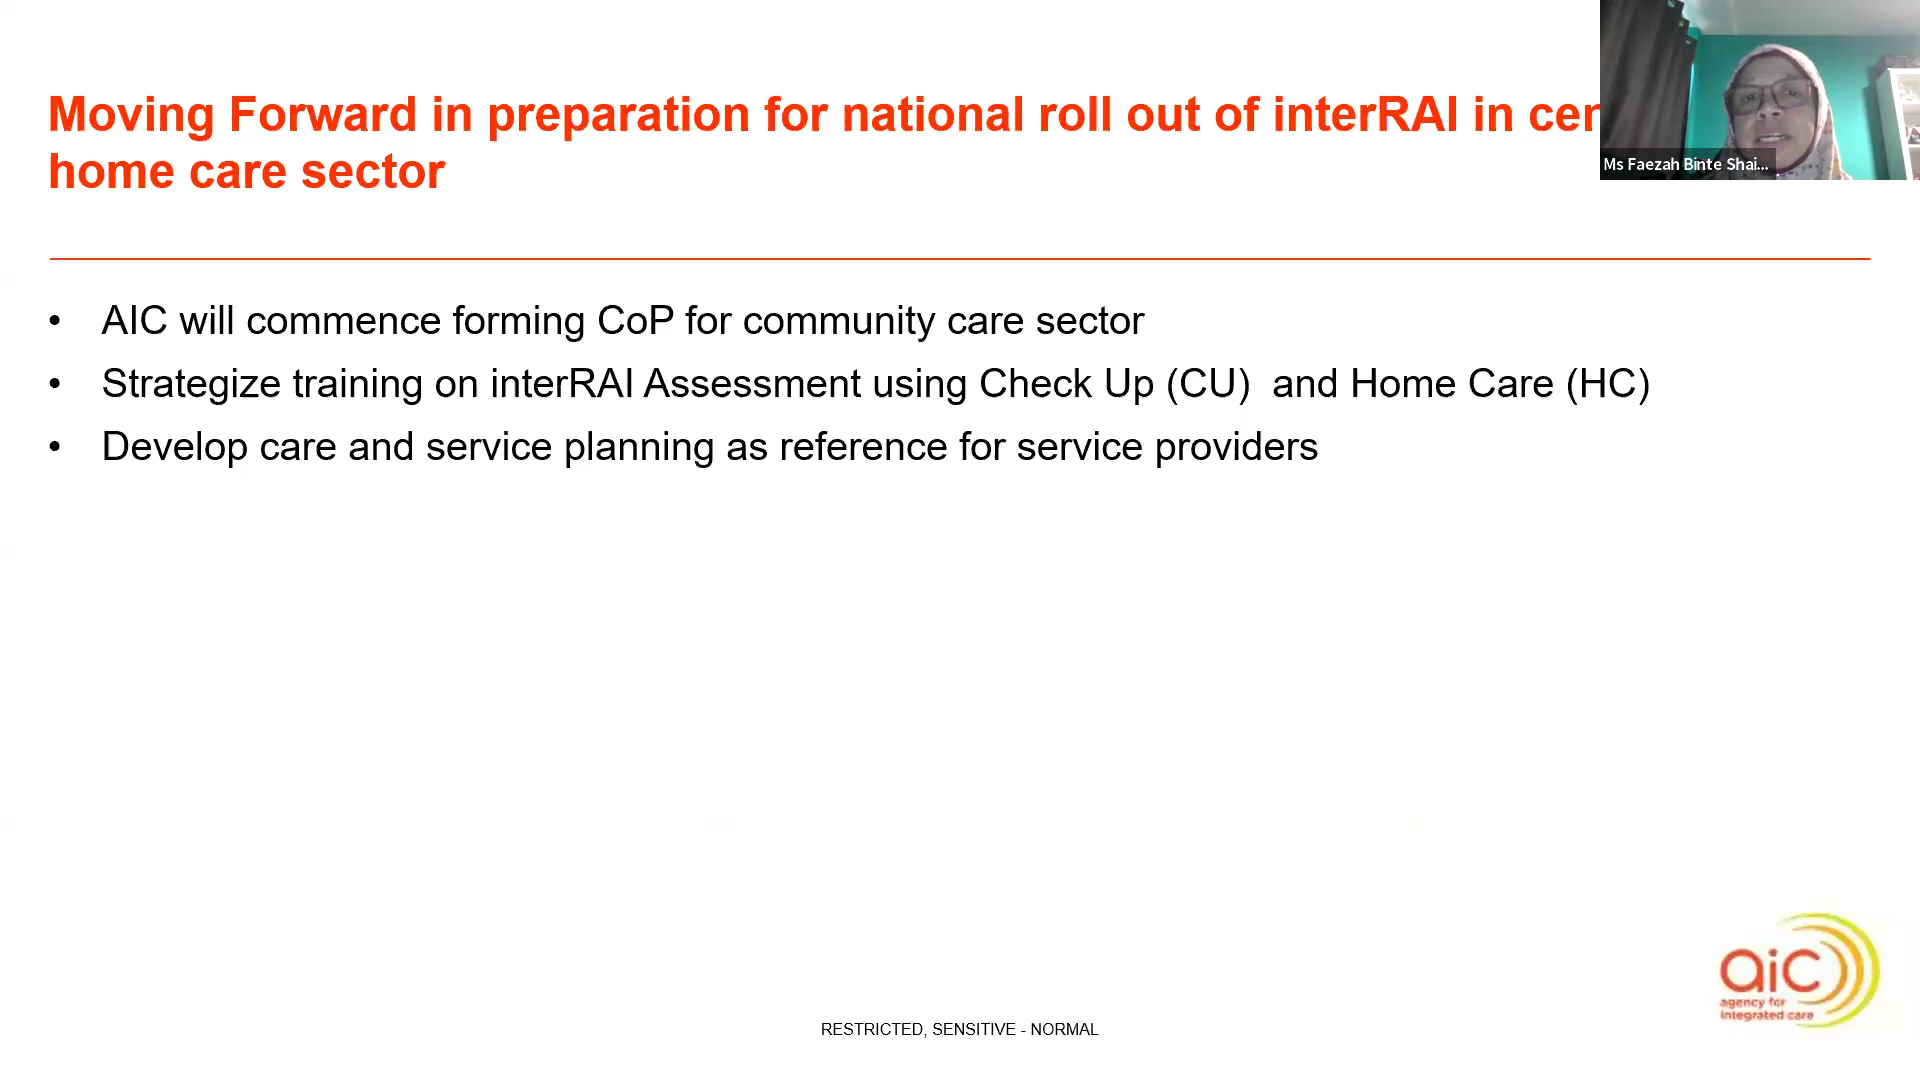 Moving Forward in preparation for national roll out of interRAI in
home care sector
Ms Faezah Binte Shai...
• AIC will commence forming CoP for community care sector
• Strategize training on interRAI Assessment using Check Up (CU)  and Home Care (HC)
• Develop care and service planning as reference for service providers
aic
agency for
integrated care
RESTRICTED, SENSITIVE - NORMAL